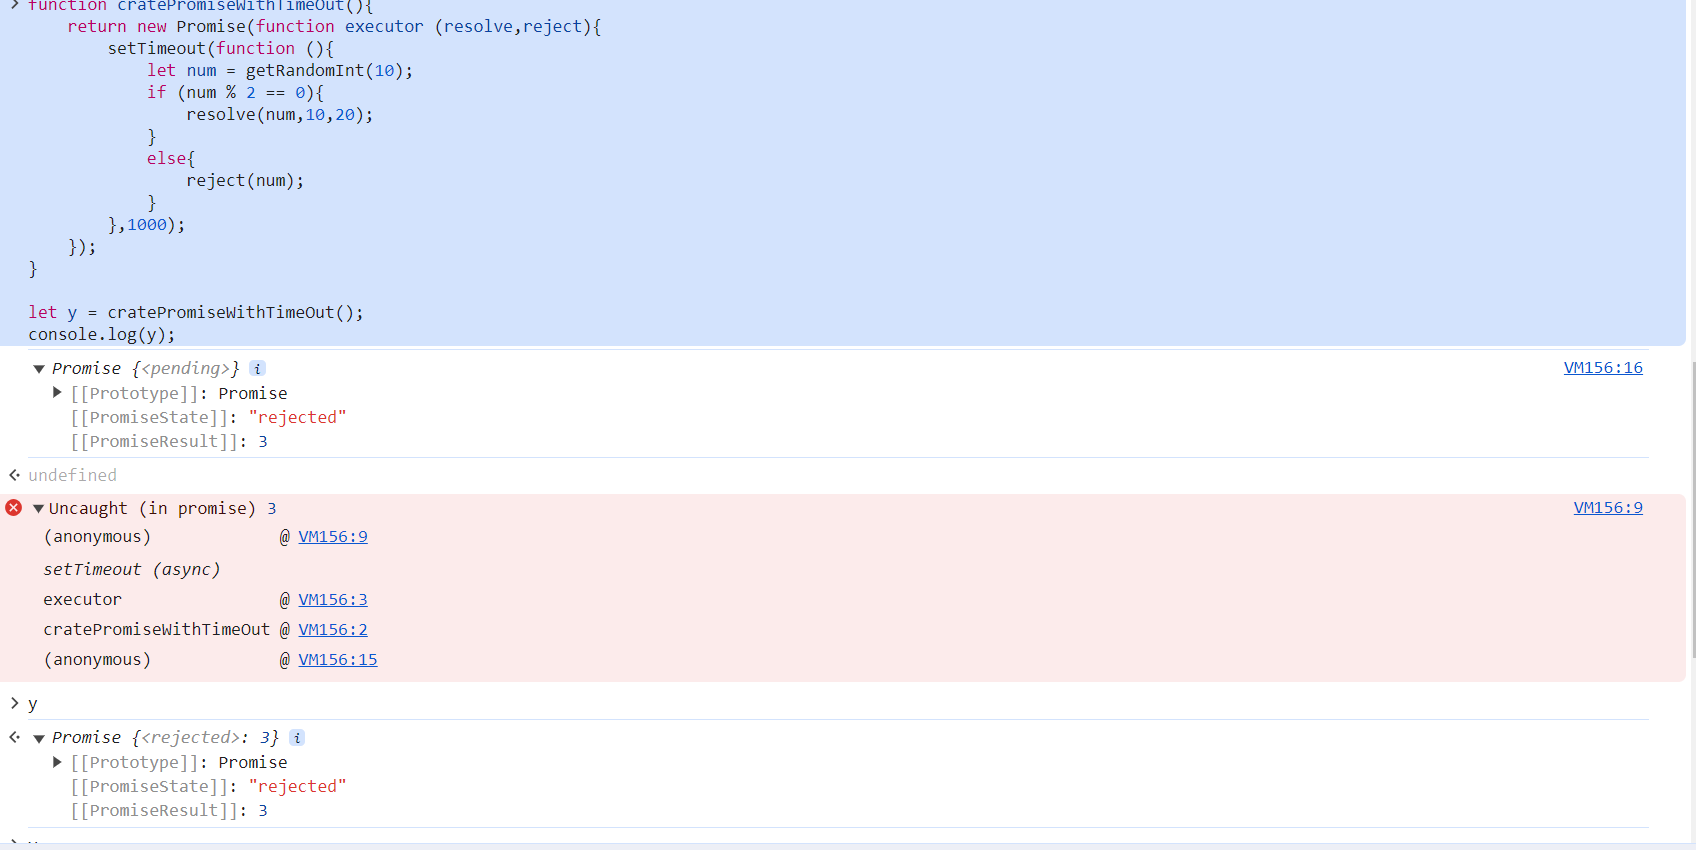 function cratePromiseWithTimeOut(){
    return new Promise(function executor (resolve,reject){
        setTimeout(function (){
            let num = getRandomInt(10);
            if (num % 2 == 0){
                resolve(num,10,20);
            }
            else{
                reject(num);
            }
        },1000);
    });
}

let y = cratePromiseWithTimeOut();
console.log(y);
Promise {<pending>} i VM156:16
[[Prototype]]: Promise
[[PromiseState]]: "rejected"
[[PromiseResult]]: 3
undefined
Uncaught (in promise) 3 VM156:9
(anonymous) @ VM156:9
setTimeout (async)
executor @ VM156:3
cratePromiseWithTimeOut @ VM156:2
(anonymous) @ VM156:15
y
Promise {<rejected>: 3} i
[[Prototype]]: Promise
[[PromiseState]]: "rejected"
[[PromiseResult]]: 3